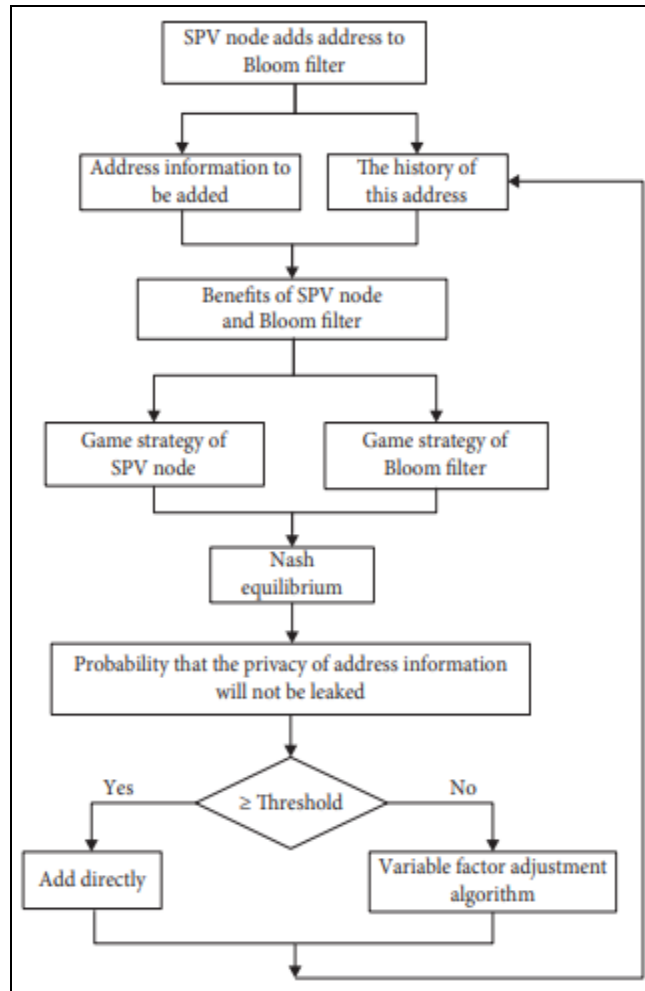 SPV node adds address to
Bloom filter
Address information to
be added
The history of
this address
Benefits of SPV node
and Bloom filter
Game strategy of
SPV node
Game strategy of
Bloom filter
Nash
equilibrium
Probability that the privacy of address information
will not be leaked
Yes
≥ Threshold
No
Add directly
Variable factor adjustment
algorithm